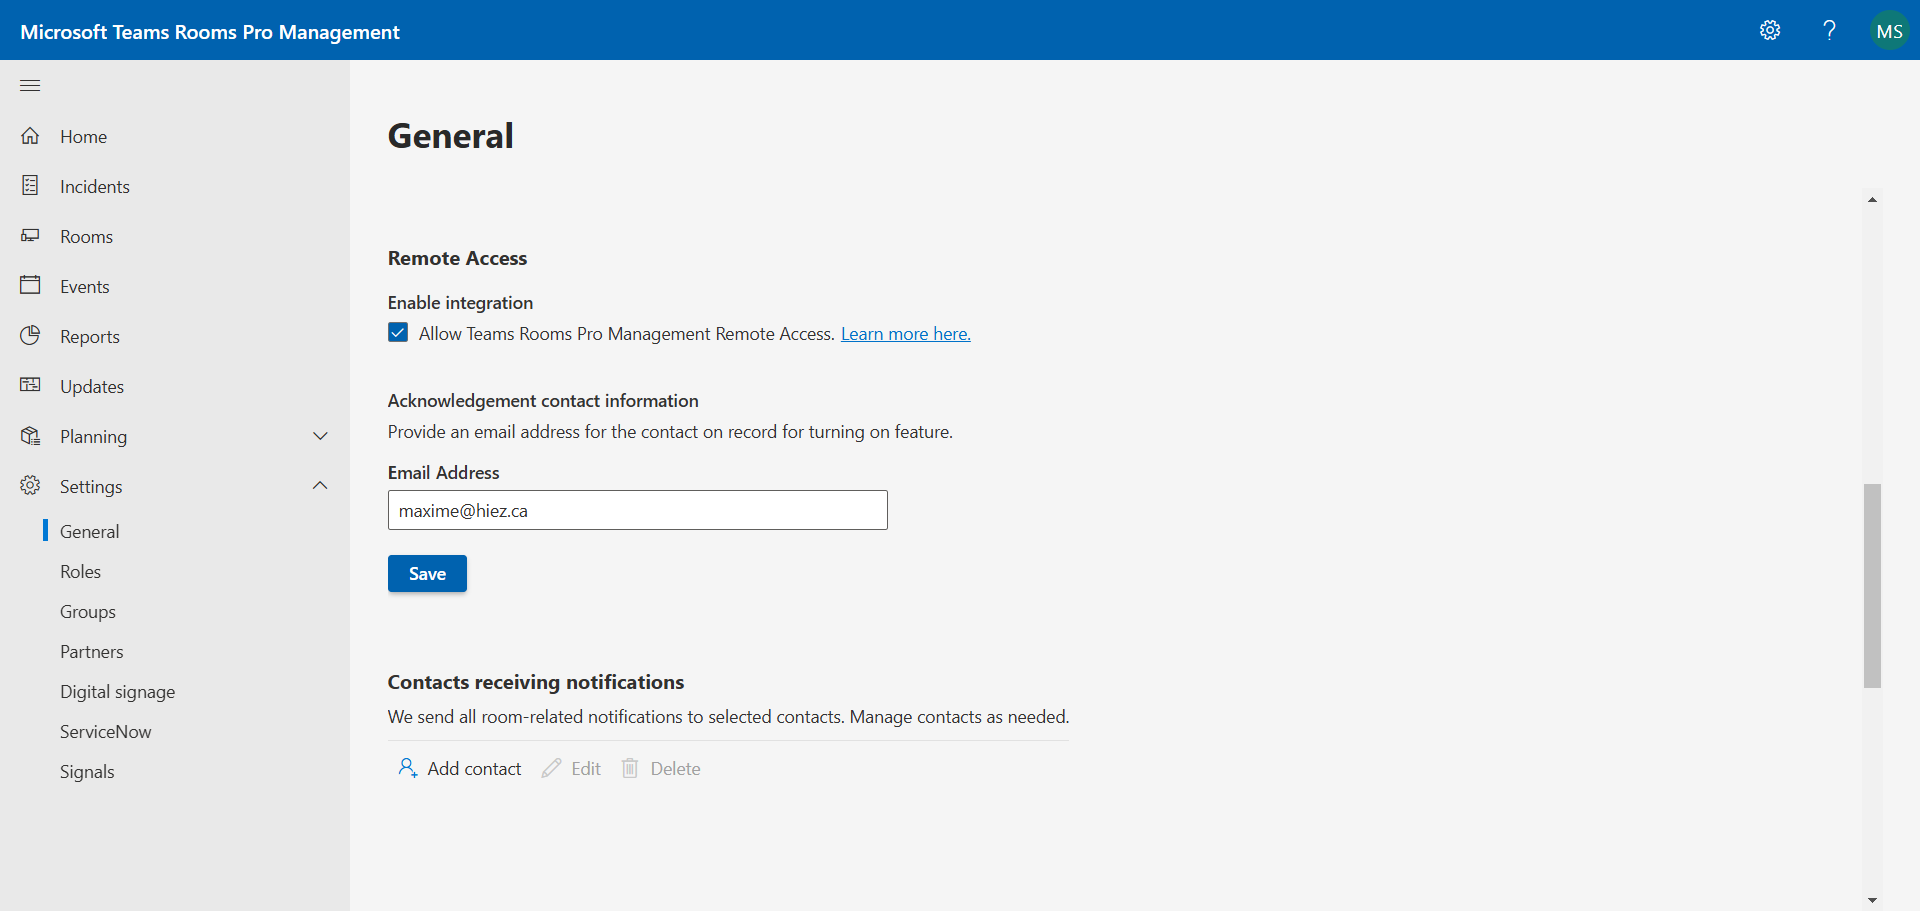 Microsoft Teams Rooms Pro Management
?
MS
Home
Incidents
Rooms
Events
Reports
Updates
Planning
Settings
General
Roles
Groups
Partners
Digital signage
ServiceNow
Signals
General
Remote Access
Enable integration
Allow Teams Rooms Pro Management Remote Access. Learn more here.
Acknowledgement contact information
Provide an email address for the contact on record for turning on feature.
Email Address
maxime@hiez.ca
Save
Contacts receiving notifications
We send all room-related notifications to selected contacts. Manage contacts as needed.
Add contact Edit Delete